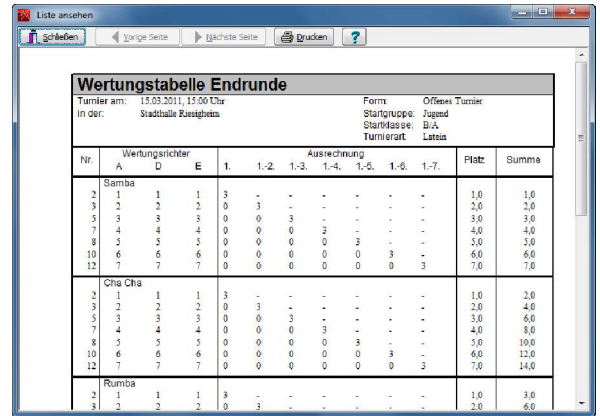 Liste ansehen
Schließen Vorige Seite Nächste Seite Drucken ?
Wertungstabelle Endrunde
Turnier am: 15.03.2011, 15:00 Uhr Form: Offenes Turnier
in der: Stadthalle Riesigheim Startgruppe: Jugend
Startklasse: B/A
Turnierart: Latein
Nr. Wertungsrichter Ausrechnung Platz Summe
A D E 1. 1.-2. 1.-3. 1.-4. 1.-5. 1.-6. 1.-7.
Samba
2 1 1 1 3 - - - - - - 1,0 1,0
3 2 2 2 0 3 - - - - - 2,0 2,0
5 3 3 3 0 0 3 - - - - 3,0 3,0
7 4 4 4 0 0 0 3 - - - 4,0 4,0
8 5 5 5 0 0 0 0 3 - - 5,0 5,0
10 6 6 6 0 0 0 0 0 3 - 6,0 6,0
12 7 7 7 0 0 0 0 0 0 3 7,0 7,0
Cha Cha
2 1 1 1 3 - - - - - - 1,0 2,0
3 2 2 2 0 3 - - - - - 2,0 4,0
5 3 3 3 0 0 3 - - - - 3,0 6,0
7 4 4 4 0 0 0 3 - - - 4,0 8,0
8 5 5 5 0 0 0 0 3 - - 5,0 10,0
10 6 6 6 0 0 0 0 0 3 - 6,0 12,0
12 7 7 7 0 0 0 0 0 0 3 7,0 14,0
Rumba
2 1 1 1 3 - - - - - - 1,0 3,0
3 2 2 2 0 3 - - - - - 2,0 6,0